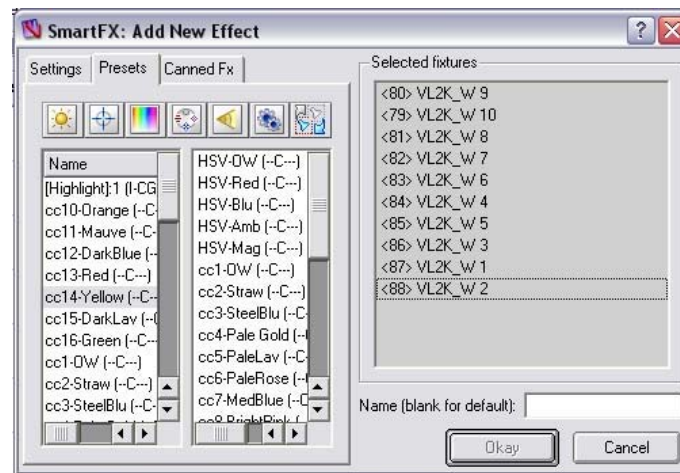 SmartFX: Add New Effect
Settings Presets Canned Fx
Name
[Highlight]:1 (I-CG
cc10-Orange (--C-
cc11-Mauve (--C---)
cc12-DarkBlue (--
cc13-Red (--C---)
cc14-Yellow (--C---
cc15-DarkLav (--(
cc16-Green (--C---
cc1-OW (--C---)
cc2-Straw (--C---)
cc3-SteelBlu (--C-
HSV-OW (--C---)
HSV-Red (--C---)
HSV-Blu (--C---)
HSV-Amb (--C---)
HSV-Mag (--C---)
cc1-OW (--C---)
cc2-Straw (--C---)
cc3-SteelBlu (--C-
cc4-Pale Gold (--(
cc5-PaleLav (--C-
cc6-PaleRose (--C
cc7-MedBlue (--C
cc8-BrightPink (
Selected fixtures
<80> VL2K_W 9
<79> VL2K_W 10
<81> VL2K_W 8
<82> VL2K_W 7
<83> VL2K_W 6
<84> VL2K_W 4
<85> VL2K_W 5
<86> VL2K_W 3
<87> VL2K_W 1
<88> VL2K_W 2
Name (blank for default):
Okay Cancel